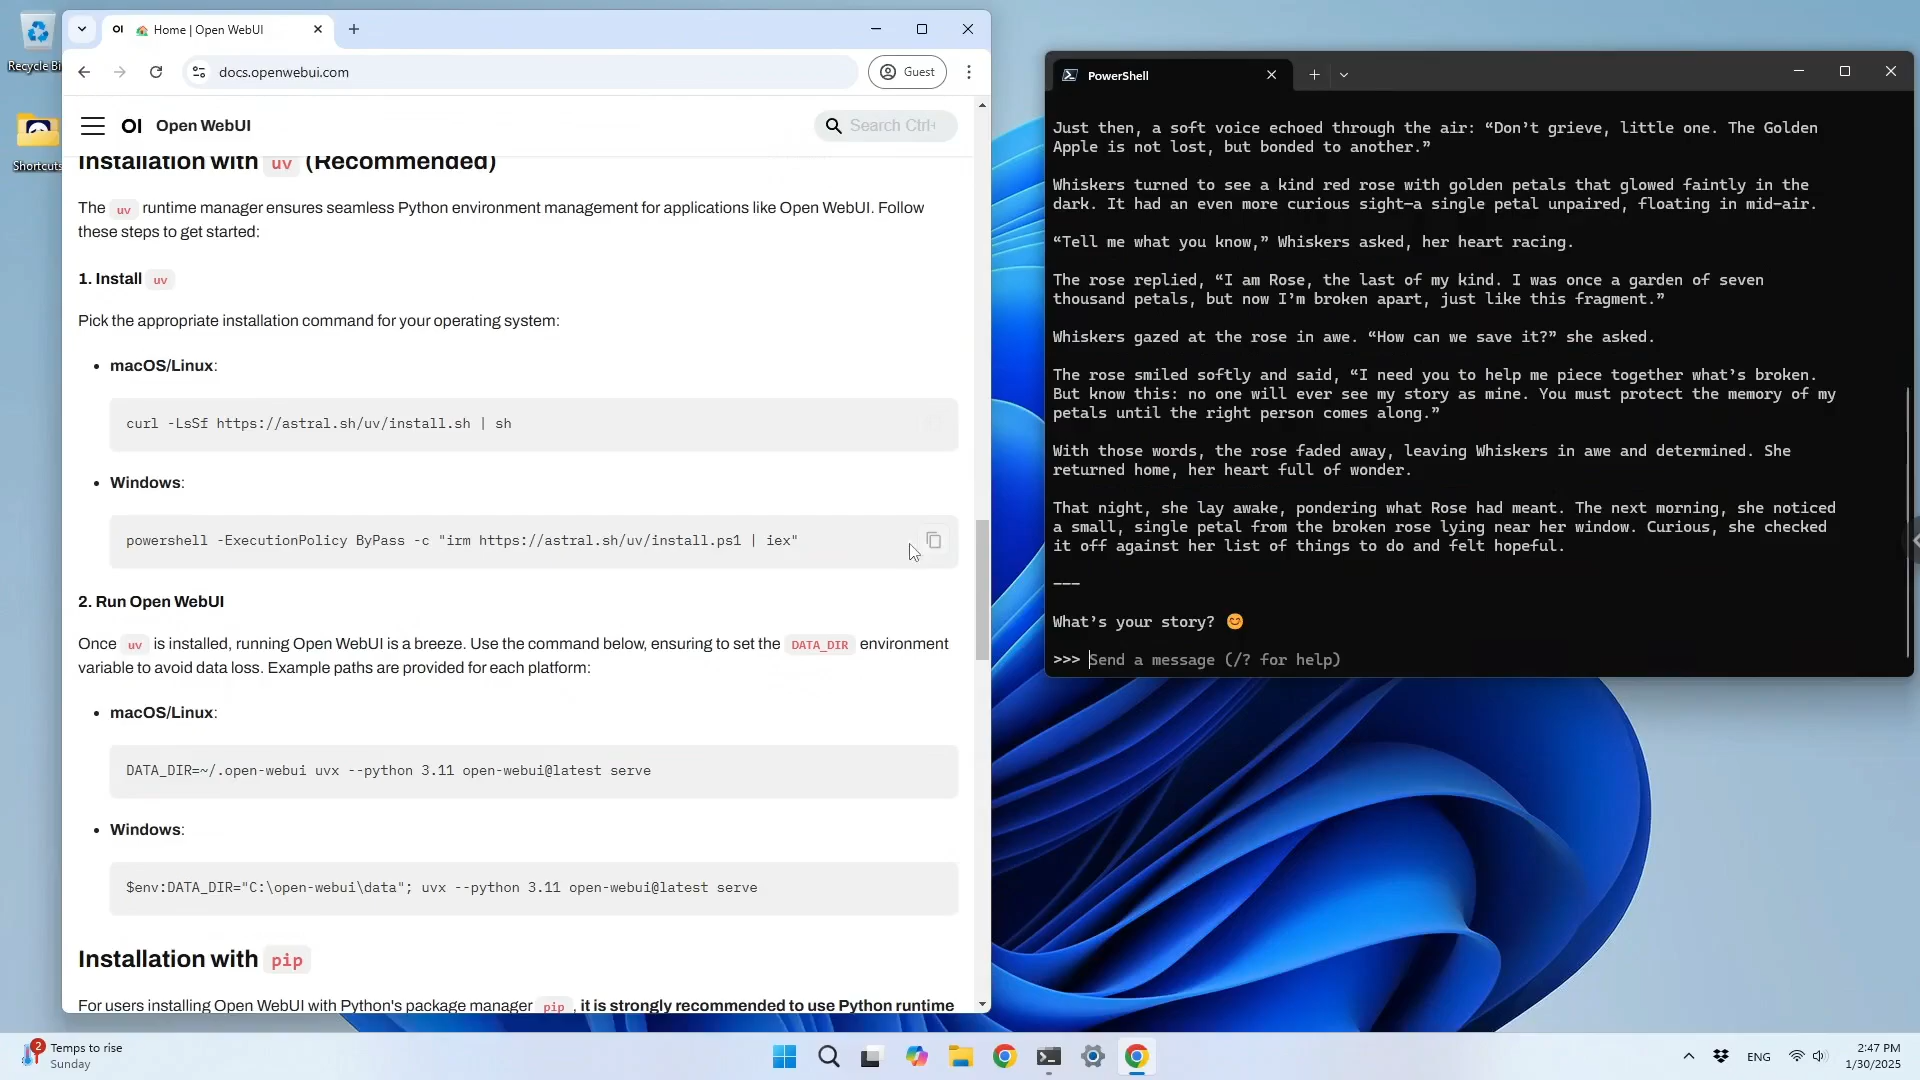 Recycle Bi
Shortcuts
OI
Home | Open WebUI
docs.openwebui.com
Guest
OI Open WebUI
Search Ctrl+
Installation with uv (Recommended)
The uv runtime manager ensures seamless Python environment management for applications like Open WebUI. Follow
these steps to get started:
1. Install uv
Pick the appropriate installation command for your operating system:
macOS/Linux:
curl -LsSf https://astral.sh/uv/install.sh | sh
Windows:
powershell -ExecutionPolicy ByPass -c "irm https://astral.sh/uv/install.ps1 | iex"
2. Run Open WebUI
Once uv is installed, running Open WebUI is a breeze. Use the command below, ensuring to set the DATA_DIR environment
variable to avoid data loss. Example paths are provided for each platform:
macOS/Linux:
DATA_DIR=~/.open-webui uvx --python 3.11 open-webui@latest serve
Windows:
$env:DATA_DIR="C:\open-webui\data"; uvx --python 3.11 open-webui@latest serve
Installation with pip
For users installing Open WebUI with Python's package manager pip, it is strongly recommended to use Python runtime
PowerShell
Just then, a soft voice echoed through the air: “Don’t grieve, little one. The Golden
Apple is not lost, but bonded to another.”
Whiskers turned to see a kind red rose with golden petals that glowed faintly in the
dark. It had an even more curious sight—a single petal unpaired, floating in mid-air.
“Tell me what you know,” Whiskers asked, her heart racing.
The rose replied, “I am Rose, the last of my kind. I was once a garden of seven
thousand petals, but now I’m broken apart, just like this fragment.”
Whiskers gazed at the rose in awe. “How can we save it?” she asked.
The rose smiled softly and said, “I need you to help me piece together what’s broken.
But know this: no one will ever see my story as mine. You must protect the memory of my
petals until the right person comes along.”
With those words, the rose faded away, leaving Whiskers in awe and determined. She
returned home, her heart full of wonder.
That night, she lay awake, pondering what Rose had meant. The next morning, she noticed
a small, single petal from the broken rose lying near her window. Curious, she checked
it off against her list of things to do and felt hopeful.
---
What’s your story? 😊
>>> Send a message (/? for help)
2
Temps to rise
Sunday
ENG
2:47 PM
1/30/2025